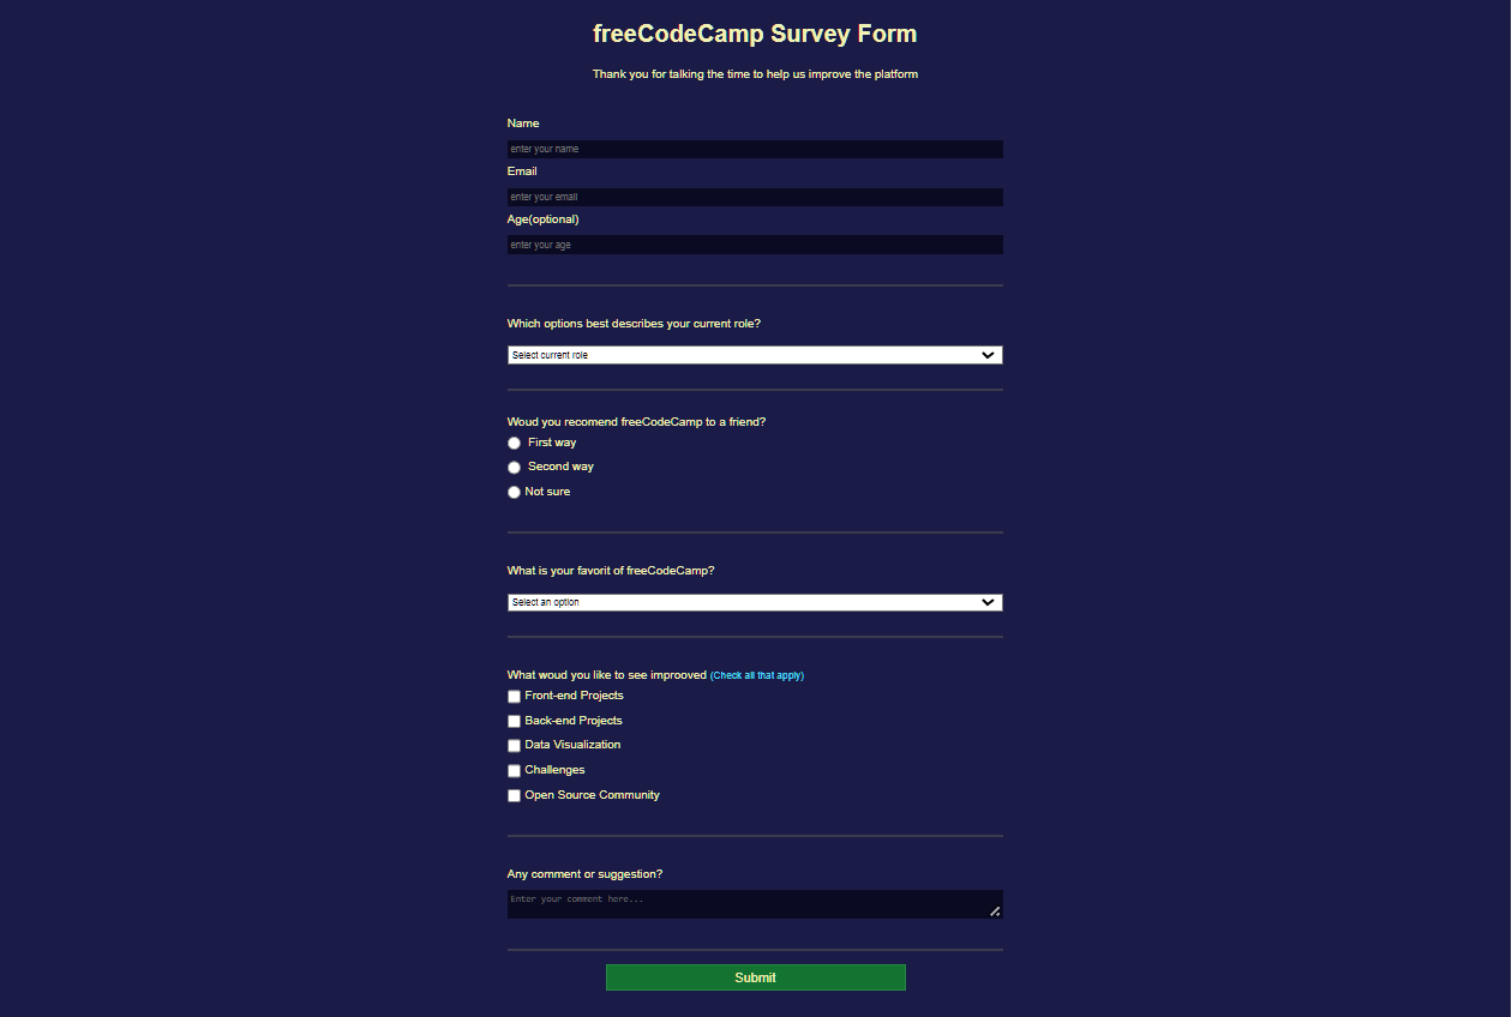 freeCodeCamp Survey Form
Thank you for talking the time to help us improve the platform
Name
enter your name
Email
enter your email
Age(optional)
enter your age
Which options best describes your current role?
Select current role
Woud you recomend freeCodeCamp to a friend?
First way
Second way
Not sure
What is your favorit of freeCodeCamp?
Select an option
What woud you like to see improoved (Check all that apply)
Front-end Projects
Back-end Projects
Data Visualization
Challenges
Open Source Community
Any comment or suggestion?
Enter your comment here...
Submit